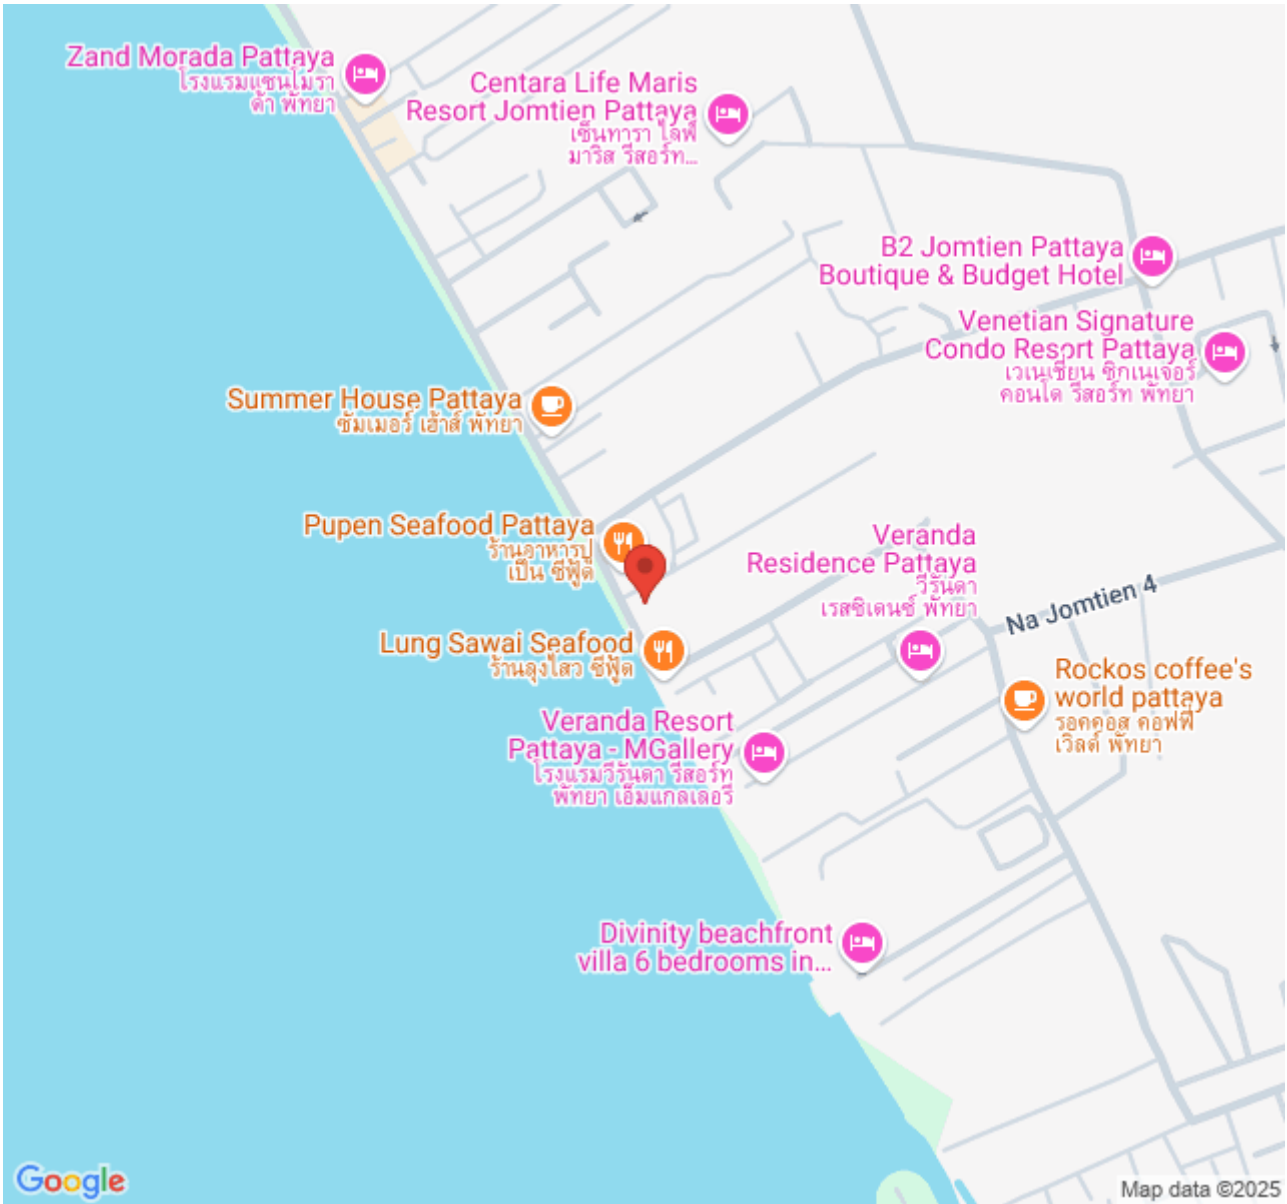 Zand Morada Pattaya
โรงแรมแซนโมรา
ด้า พัทยา
Centara Life Maris
Resort Jomtien Pattaya
เซ็นทารา ไลฟ์
มาริส รีสอร์ท...
B2 Jomtien Pattaya
Boutique & Budget Hotel
Venetian Signature
Condo Resort Pattaya
เวเนเชี่ยน ซิกเนเจอร์
คอนโด รีสอร์ท พัทยา
Summer House Pattaya
ซัมเมอร์ เฮ้าส์ พัทยา
Pupen Seafood Pattaya
ร้านอาหารปู
เป็น ซีฟู้ด
Veranda
Residence Pattaya
วีรันดา
เรสซิเดนซ์ พัทยา
Na Jomtien 4
Lung Sawai Seafood
ร้านลุงไสว ซีฟู้ด
Rockos coffee's
world pattaya
รอคคอส คอฟฟี่
เวิลด์ พัทยา
Veranda Resort
Pattaya - MGallery
โรงแรมวีรันดา รีสอร์ท
พัทยา เอ็มแกลเลอรี
Divinity beachfront
villa 6 bedrooms in...
Google
Map data ©2025